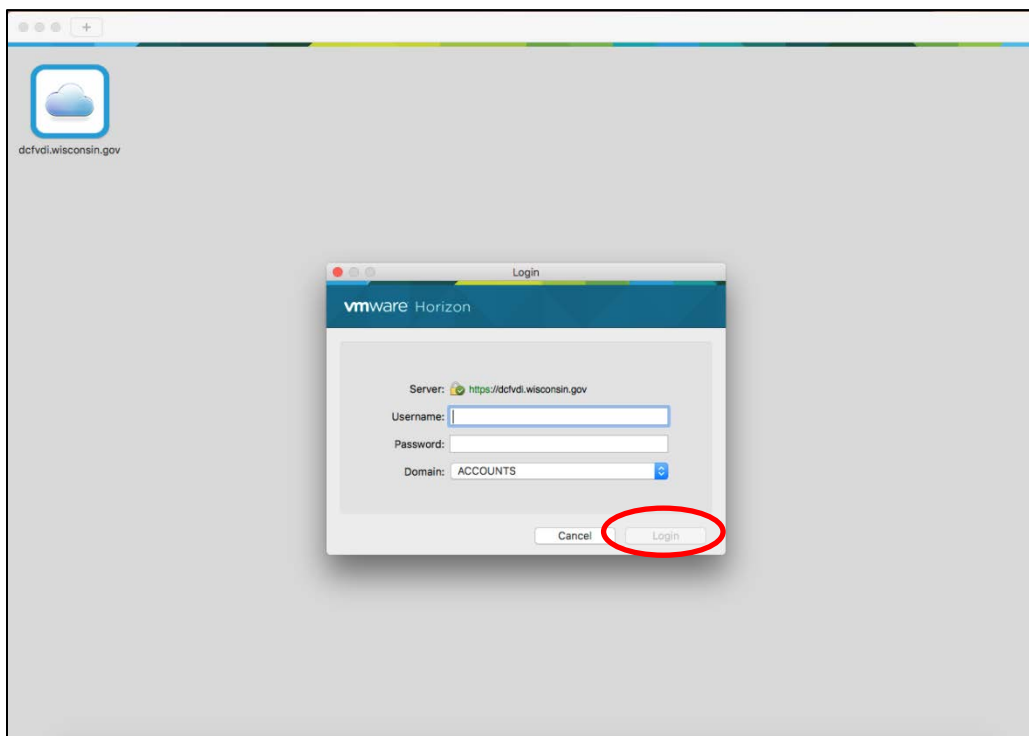 dcfvdi.wisconsin.gov
Login
vmware Horizon
Server: https://dcfvdi.wisconsin.gov
Username:
Password:
Domain: ACCOUNTS
Cancel Login